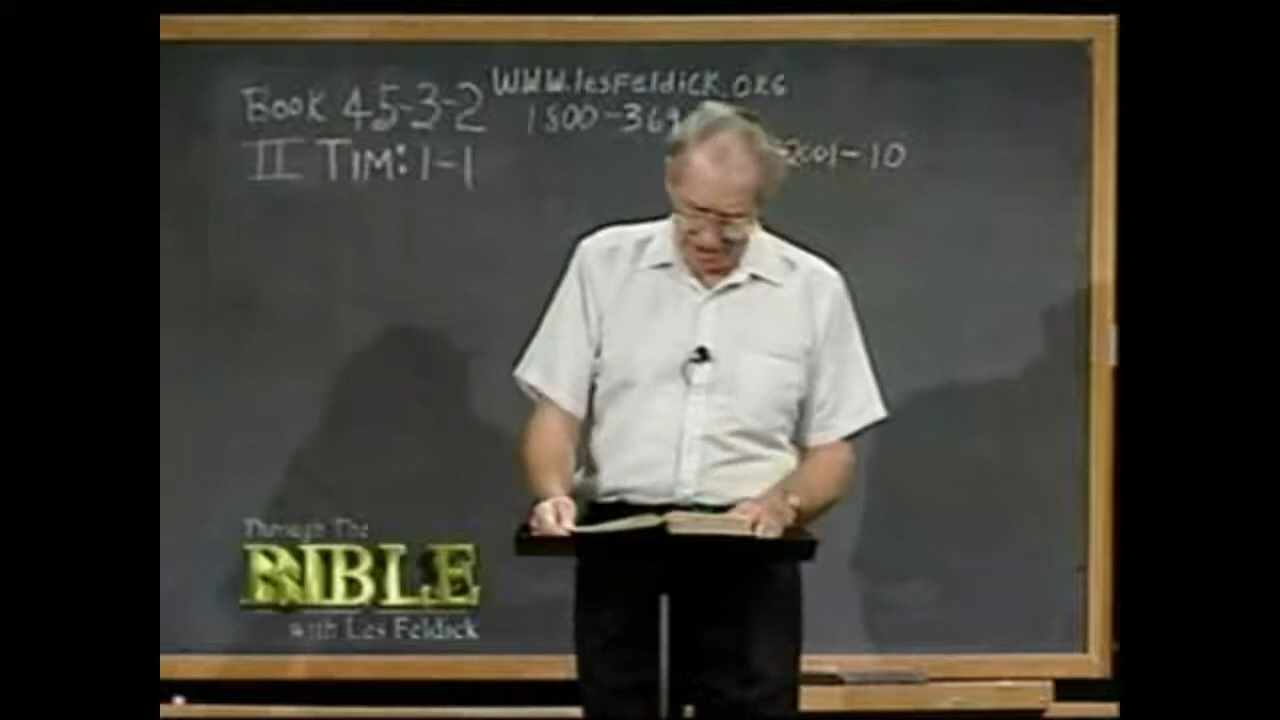 Book 45-3-2
II TIM: 1-1
WWW.lesFeldick.ORG
1800-369
2001-10
Through The
BIBLE
with Les Feldick